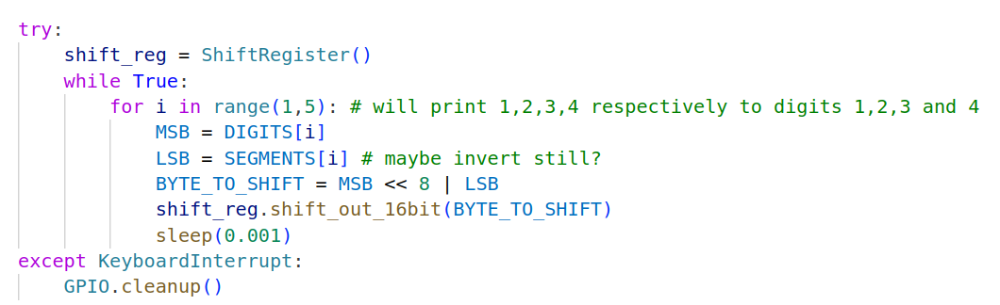 try:
    shift_reg = ShiftRegister()
    while True:
        for i in range(1,5): # will print 1,2,3,4 respectively to digits 1,2,3 and 4
            MSB = DIGITS[i]
            LSB = SEGMENTS[i] # maybe invert still?
            BYTE_TO_SHIFT = MSB << 8 | LSB
            shift_reg.shift_out_16bit(BYTE_TO_SHIFT)
            sleep(0.001)
except KeyboardInterrupt:
    GPIO.cleanup()